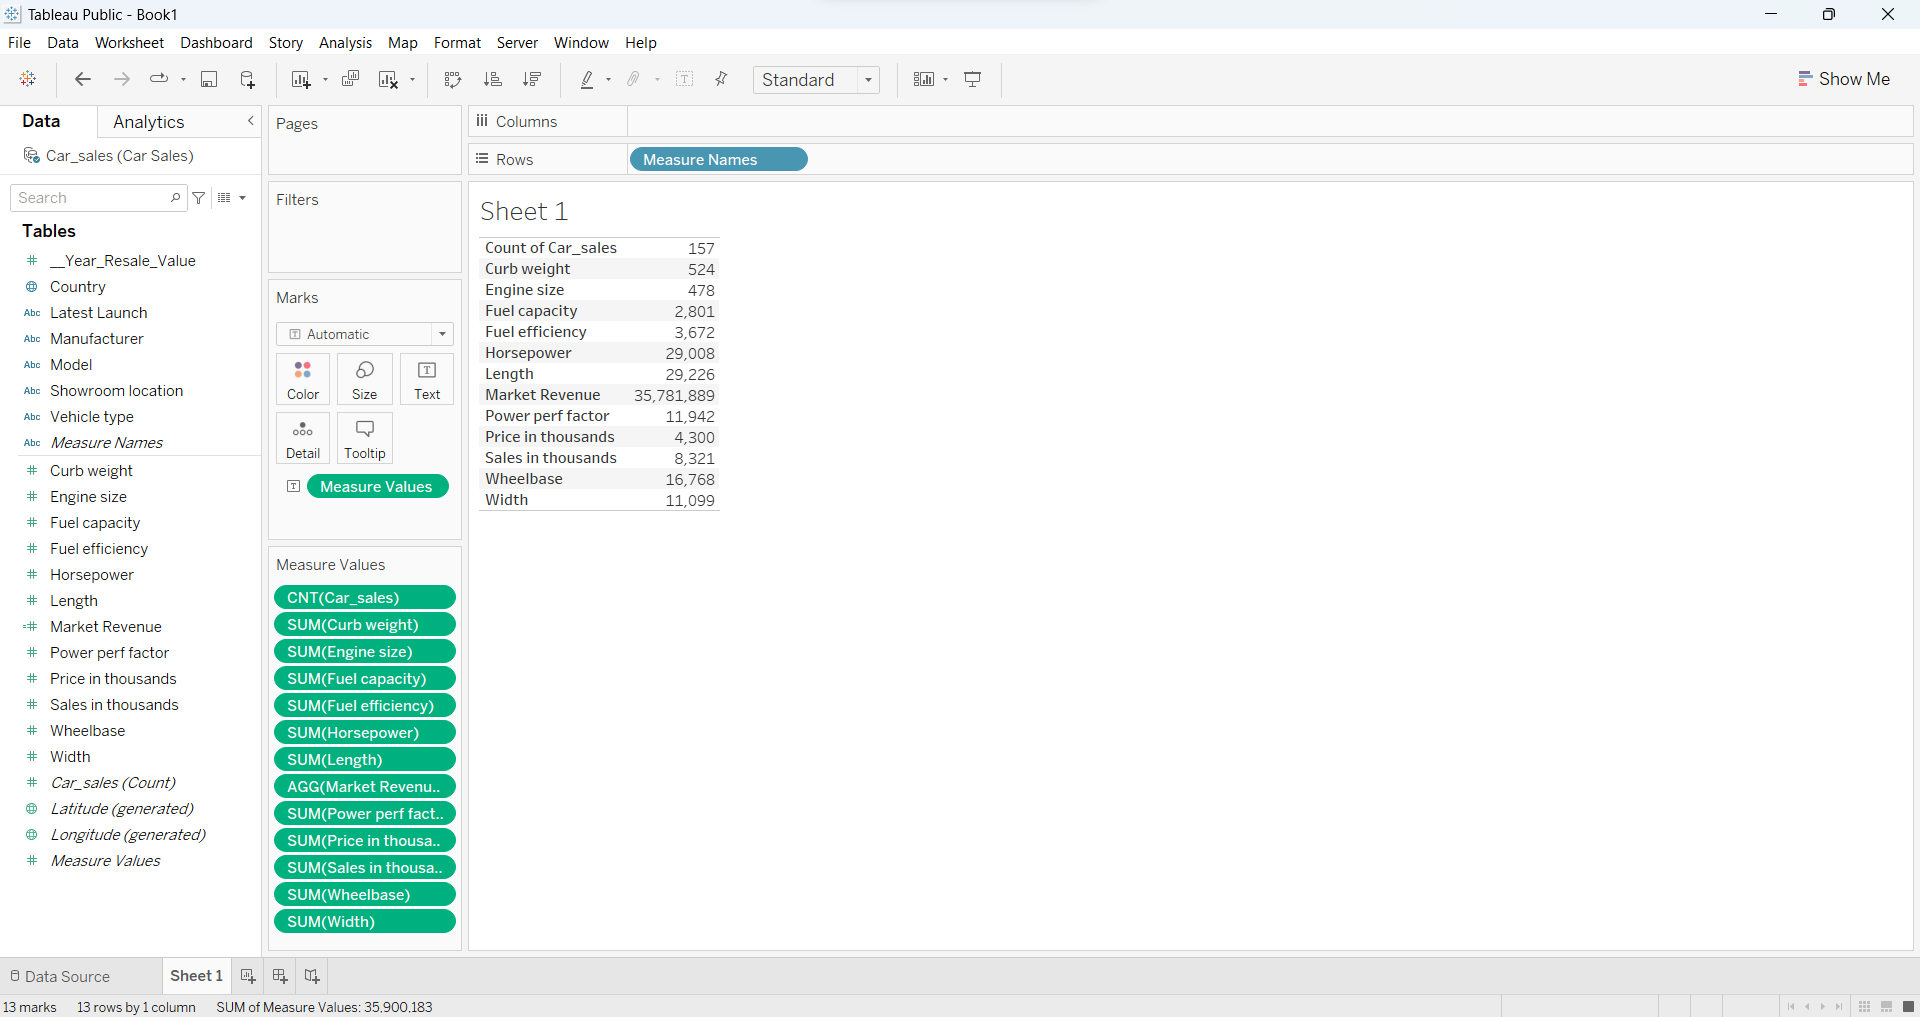 Tableau Public - Book1
File Data Worksheet Dashboard Story Analysis Map Format Server Window Help
Standard
Show Me
Data Analytics
Car_sales (Car Sales)
Search
Tables
__Year_Resale_Value
Country
Abc Latest Launch
Abc Manufacturer
Abc Model
Abc Showroom location
Abc Vehicle type
Abc Measure Names
Curb weight
Engine size
Fuel capacity
Fuel efficiency
Horsepower
Length
Market Revenue
Power perf factor
Price in thousands
Sales in thousands
Wheelbase
Width
Car_sales (Count)
Latitude (generated)
Longitude (generated)
Measure Values
Pages
Filters
Marks
Automatic
Color Size Text
Detail Tooltip
Measure Values
Measure Values
CNT(Car_sales)
SUM(Curb weight)
SUM(Engine size)
SUM(Fuel capacity)
SUM(Fuel efficiency)
SUM(Horsepower)
SUM(Length)
AGG(Market Revenu..
SUM(Power perf fact..
SUM(Price in thousa..
SUM(Sales in thousa..
SUM(Wheelbase)
SUM(Width)
Columns
Rows Measure Names
Sheet 1
Count of Car_sales 157
Curb weight 524
Engine size 478
Fuel capacity 2,801
Fuel efficiency 3,672
Horsepower 29,008
Length 29,226
Market Revenue 35,781,889
Power perf factor 11,942
Price in thousands 4,300
Sales in thousands 8,321
Wheelbase 16,768
Width 11,099
Data Source Sheet 1
13 marks 13 rows by 1 column SUM of Measure Values: 35,900,183